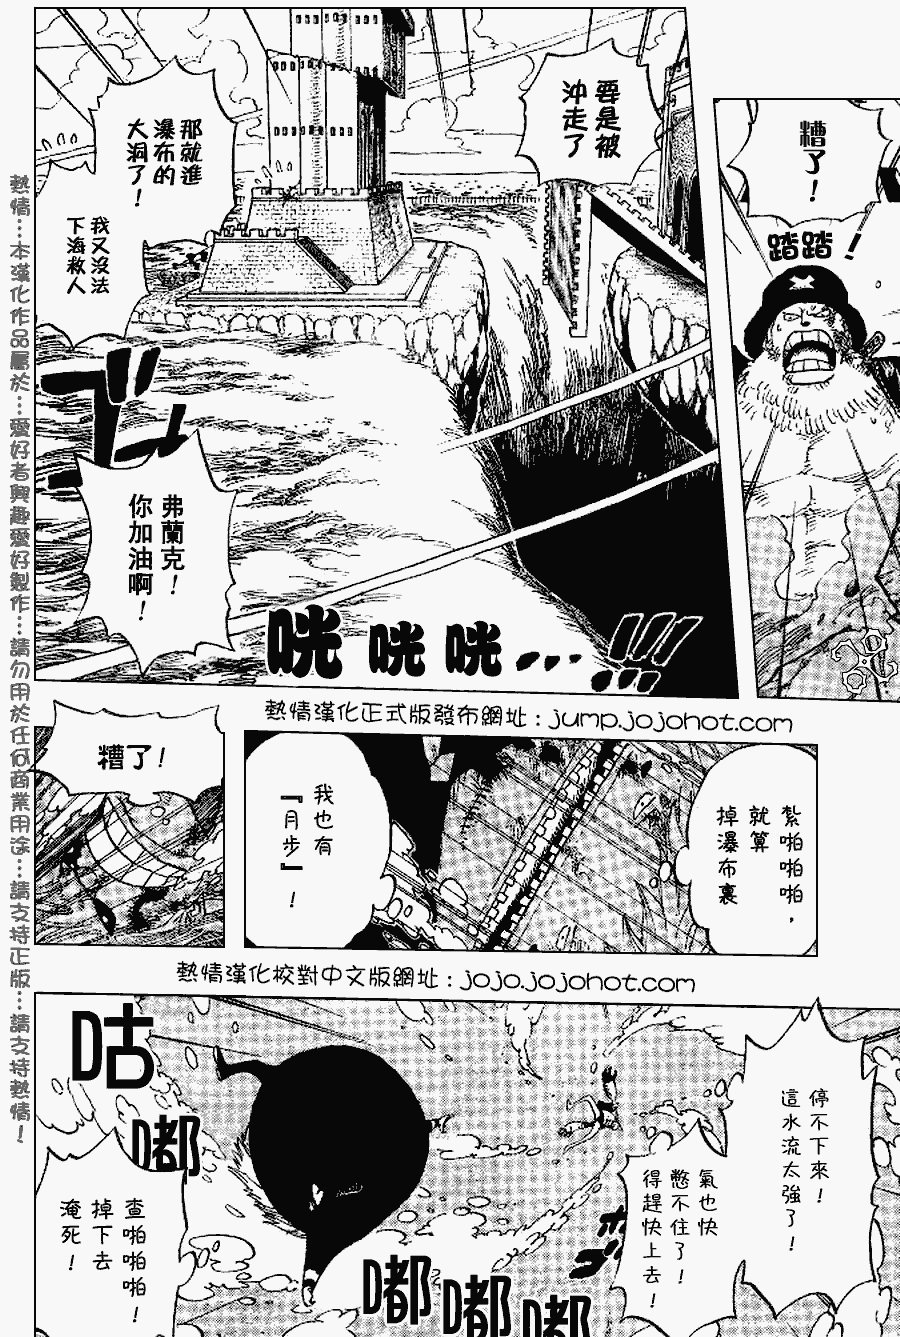 糟了！
踏踏！
要是被
沖走了
那就進
瀑布的
大洞了！
我又沒法
下海救人
弗蘭克！
你加油啊！
咣 咣 咣…!!!
熱情漢化正式版發布網址：jump.jojohot.com
紮啪啪啪，
就算
掉瀑布裏
我也有
『月步』！
糟了！
熱情漢化校對中文版網址：jojo.jojohot.com
停不下來！
這水流太
強了！
氣也快
憋不住了！
得趕快上去！
咕
嘟
嘟
嘟
嘟
查啪啪啪！
掉下去
淹死！
熱情…本漢化作品屬於…愛好者興趣愛好製作…請勿用於任何商業用途…請支持正版…請支持熱情！